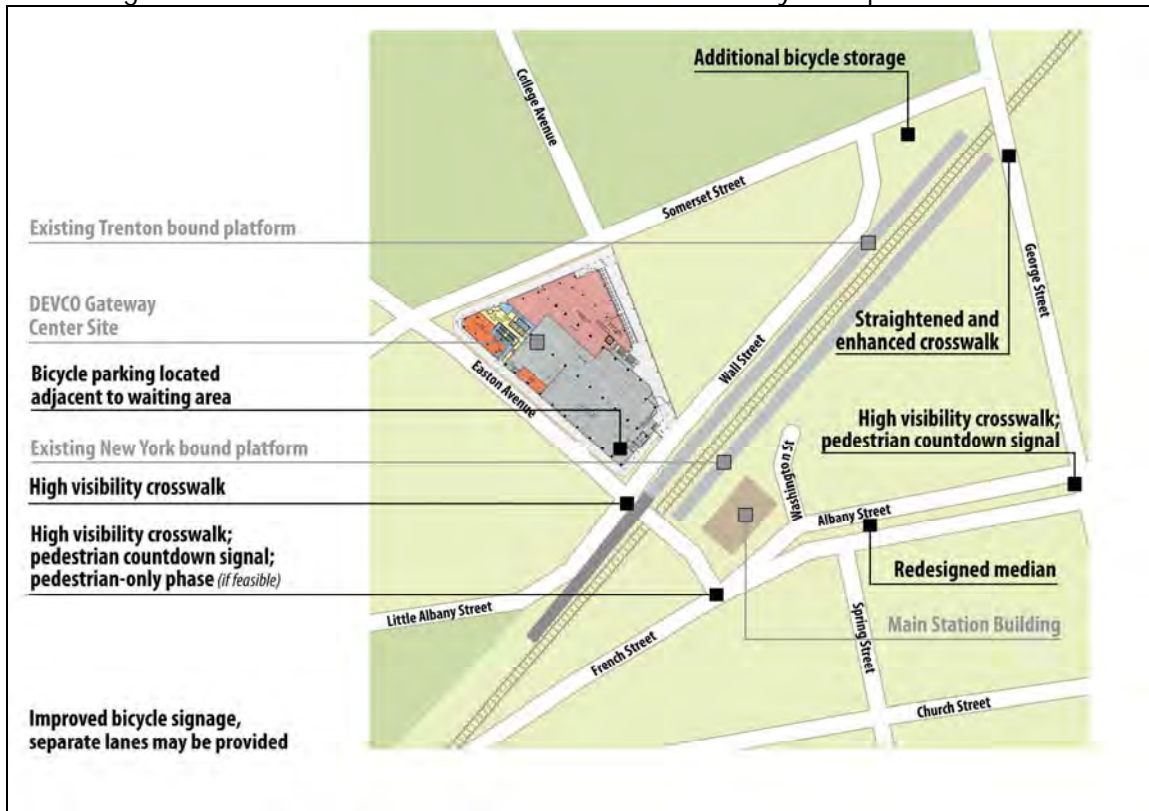 Additional bicycle storage
College Avenue
Somerset Street
Existing Trenton bound platform
George Street
DEVCO Gateway
Center Site
Straightened and
enhanced crosswalk
Wall Street
Bicycle parking located
adjacent to waiting area
Easton Avenue
High visibility crosswalk;
pedestrian countdown signal
Existing New York bound platform
Washington St
High visibility crosswalk
Albany Street
High visibility crosswalk;
pedestrian countdown signal;
pedestrian-only phase (if feasible)
Redesigned median
Little Albany Street
Main Station Building
Spring Street
French Street
Church Street
Improved bicycle signage,
separate lanes may be provided